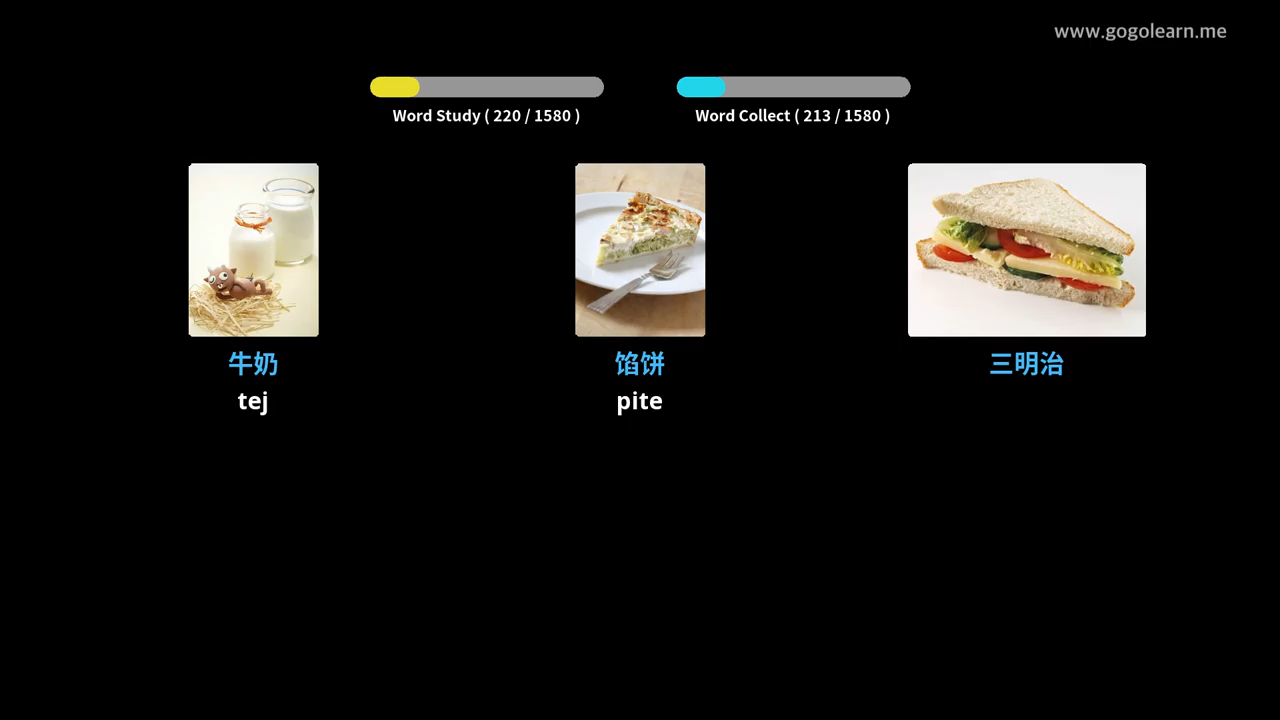 www.gogolearn.me
Word Study ( 220 / 1580 )
Word Collect ( 213 / 1580 )
牛奶
tej
馅饼
pite
三明治